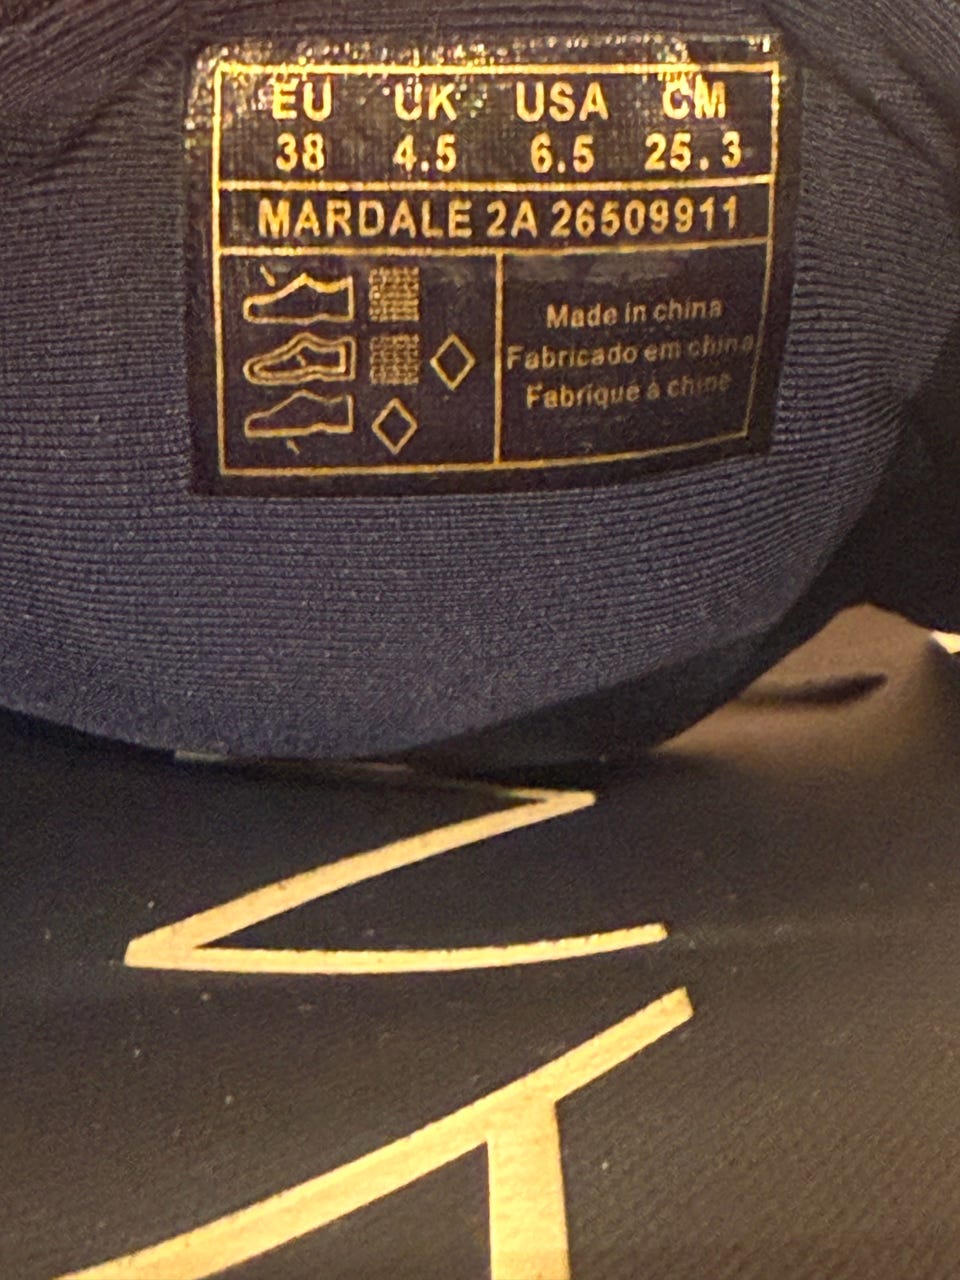 EU UK USA CM
38 4.5 6.5 25.3
MARDALE 2A 26509911
Made in china
Fabricado em china
Fabriqué à chine